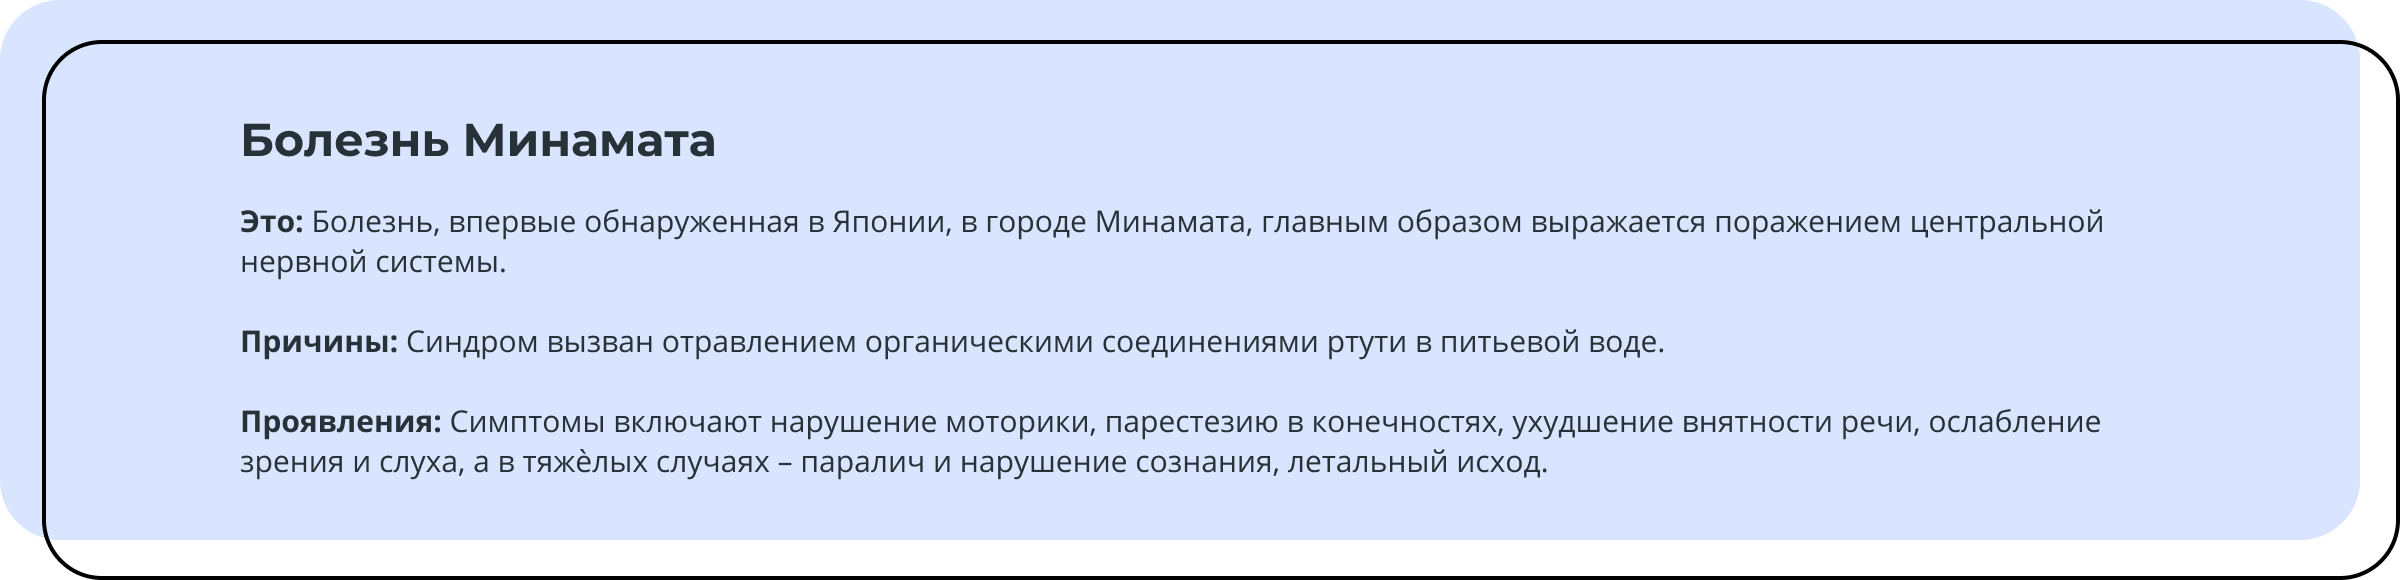 Болезнь Минамата
Это: Болезнь, впервые обнаруженная в Японии, в городе Минамата, главным образом выражается поражением центральной
нервной системы.
Причины: Синдром вызван отравлением органическими соединениями ртути в питьевой воде.
Проявления: Симптомы включают нарушение моторики, парестезию в конечностях, ухудшение внятности речи, ослабление
зрения и слуха, а в тяжѐлых случаях – паралич и нарушение сознания, летальный исход.